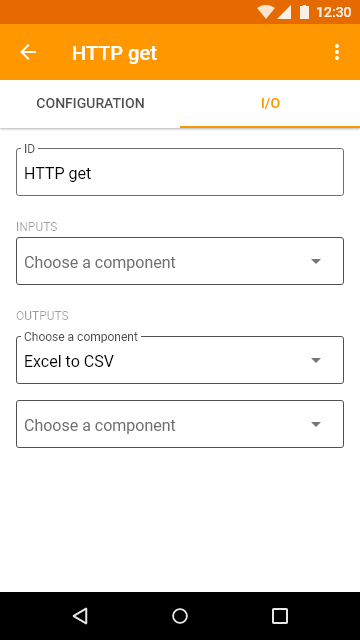 12:30
HTTP get
CONFIGURATION
I/O
ID
HTTP get
INPUTS
Choose a component
OUTPUTS
Choose a component
Excel to CSV
Choose a component